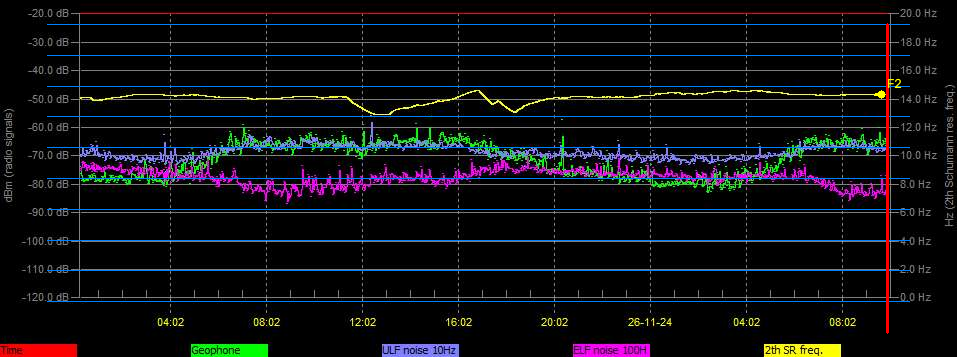 -20.0 dB 20.0 Hz
-30.0 dB 18.0 Hz
-40.0 dB 16.0 Hz
F2
-50.0 dB 14.0 Hz
-60.0 dB 12.0 Hz
-70.0 dB 10.0 Hz
-80.0 dB 8.0 Hz
-90.0 dB 6.0 Hz
-100.0 dB 4.0 Hz
-110.0 dB 2.0 Hz
-120.0 dB 0.0 Hz
dBm (radio signals)
Hz (2th Schumann res. freq.)
04:02 08:02 12:02 16:02 20:02 26-11-24 04:02 08:02
Time Geophone ULF noise 10Hz ELF noise 100H 2th SR freq.